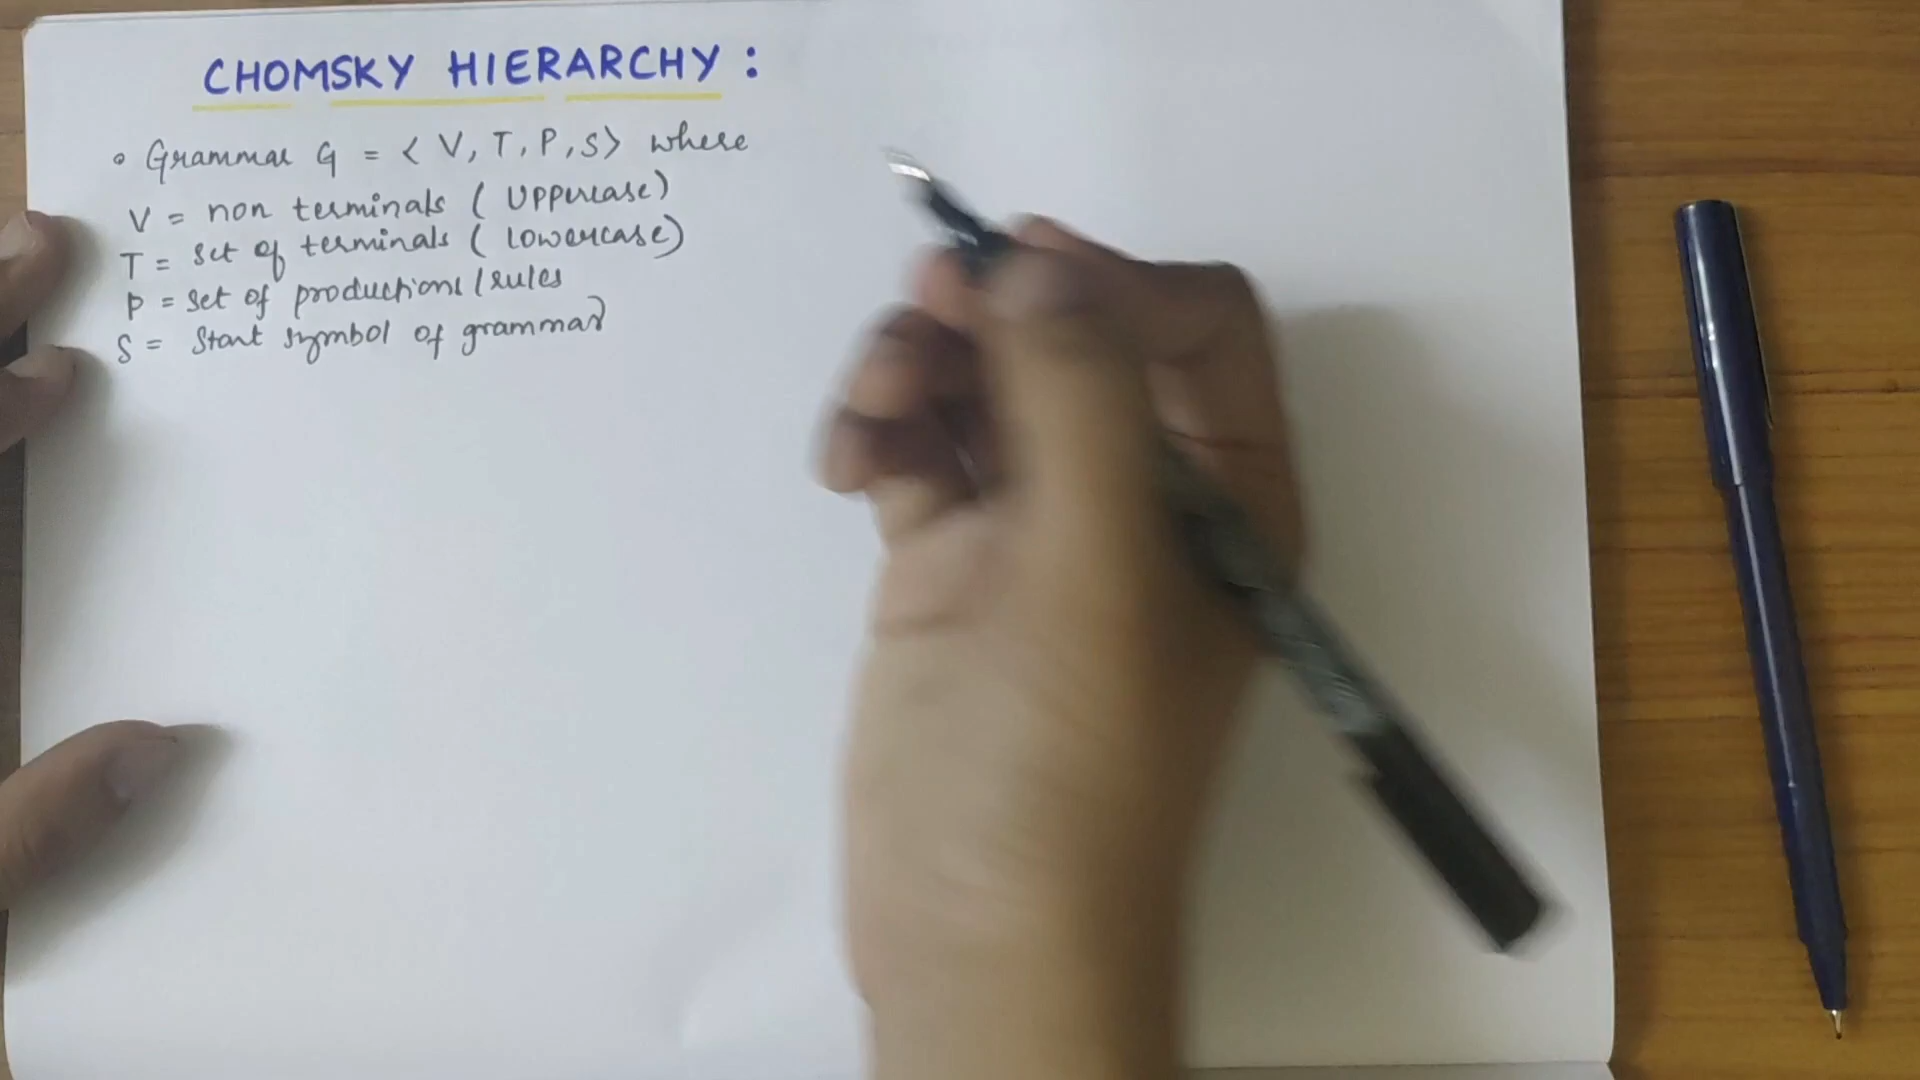 CHOMSKY HIERARCHY :
• Grammar G = < V, T, P, S > where
V = non terminals ( Uppercase )
T = set of terminals ( lowercase )
P = set of productions / rules
S = Start symbol of grammar